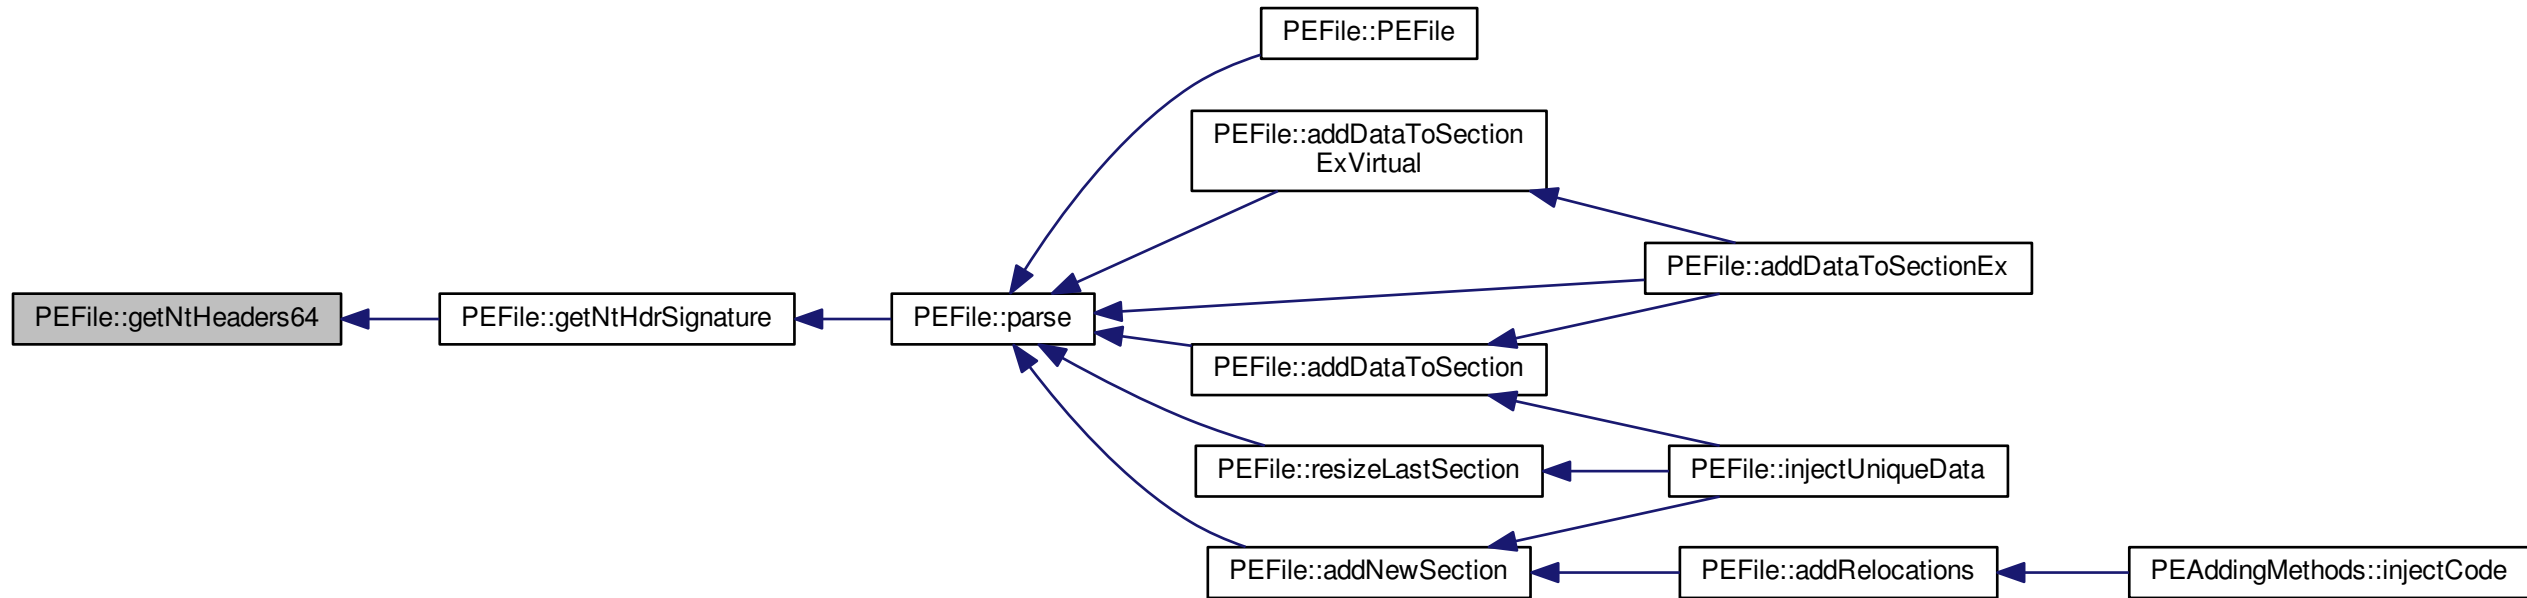 PEFile::PEFile
PEFile::addDataToSection
ExVirtual
PEFile::addDataToSectionEx
PEFile::getNtHeaders64
PEFile::getNtHdrSignature
PEFile::parse
PEFile::addDataToSection
PEFile::resizeLastSection
PEFile::injectUniqueData
PEFile::addNewSection
PEFile::addRelocations
PEAddingMethods::injectCode